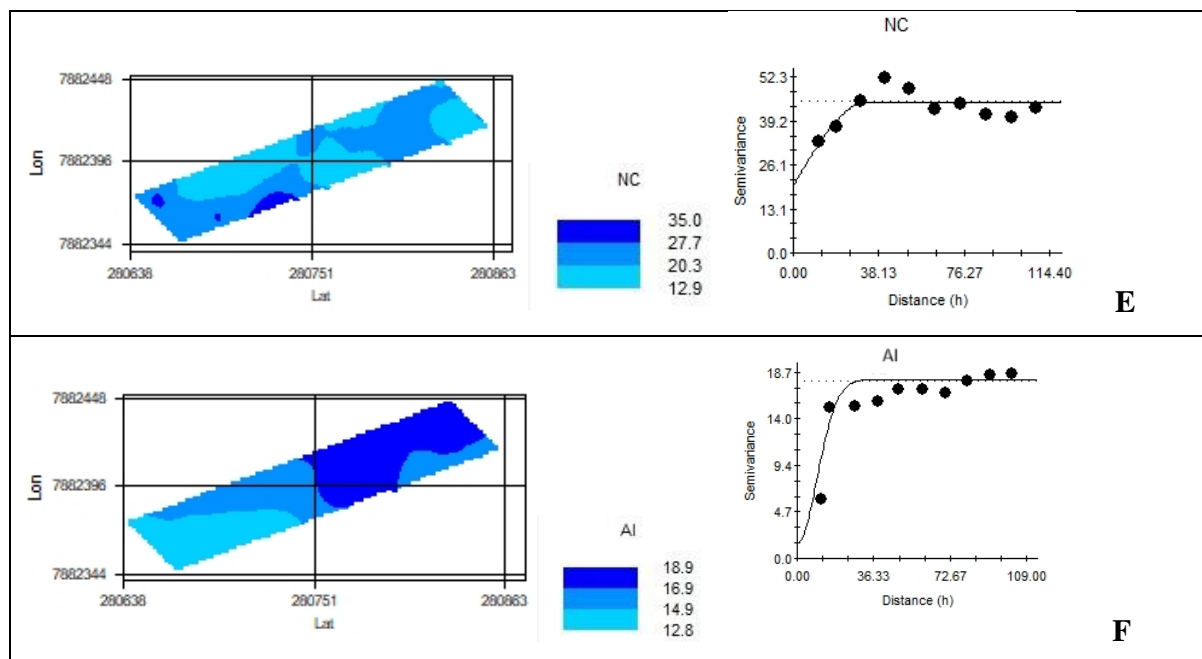 NC
7882448
7882396
7882344
Lon
280638 280751 280863
Lat
NC
35.0
27.7
20.3
12.9
52.3
39.2
26.1
13.1
0.0
Semivariance
0.00 38.13 76.27 114.40
Distance (h)
E
AI
7882448
7882396
7882344
Lon
280638 280751 280863
Lat
AI
18.9
16.9
14.9
12.8
18.7
14.0
9.4
4.7
0.0
Semivariance
0.00 36.33 72.67 109.00
Distance (h)
F